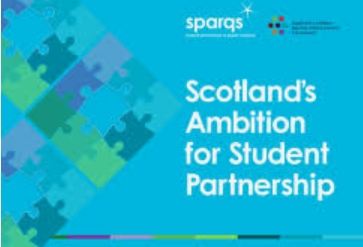 sparqs
Scotland's
Ambition
for Student
Partnership